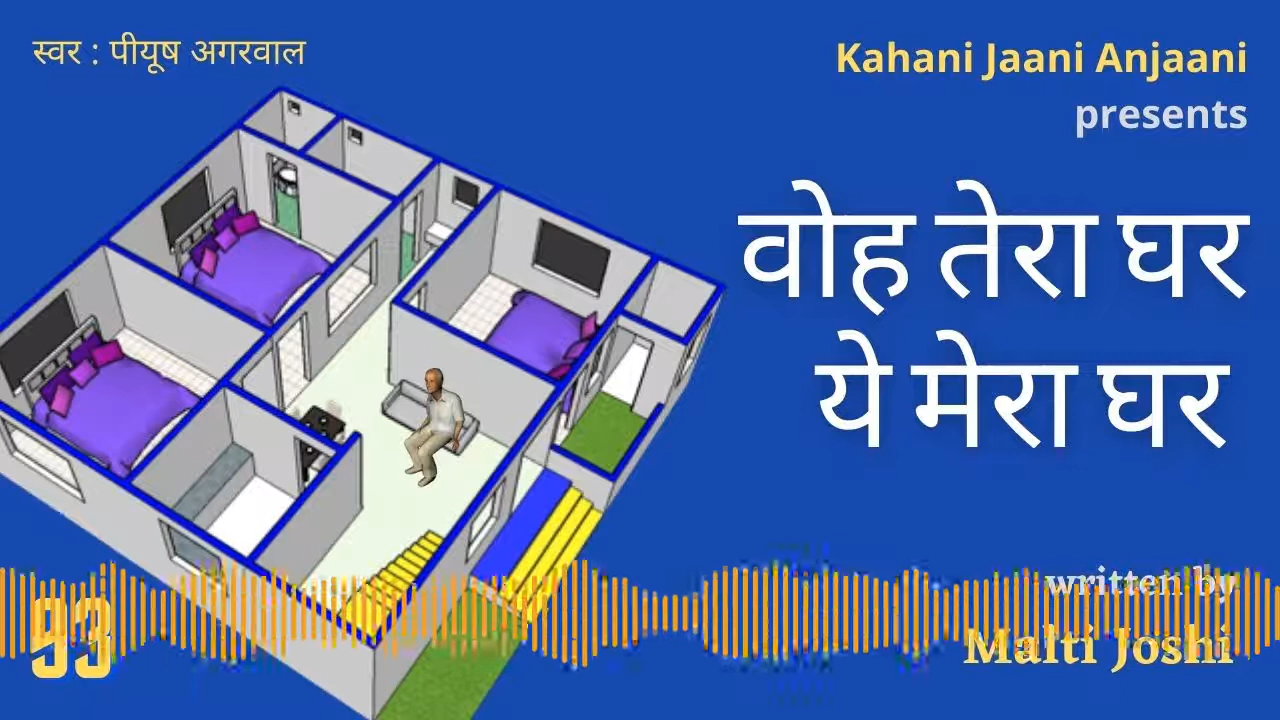 स्वर : पीयूष अगरवाल
Kahani Jaani Anjaani
presents
वोह तेरा घर
ये मेरा घर
written by
Malti Joshi
93